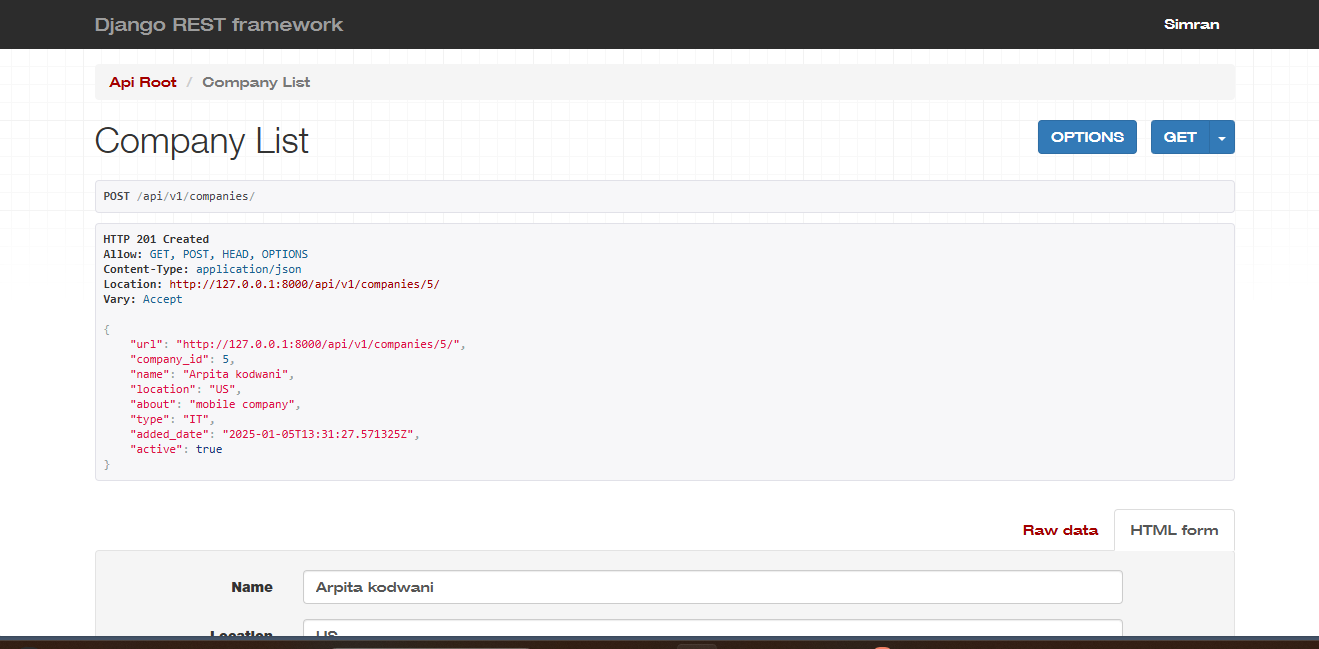 Django REST framework
Simran
Api Root / Company List
Company List
OPTIONS
GET
POST /api/v1/companies/
HTTP 201 Created
Allow: GET, POST, HEAD, OPTIONS
Content-Type: application/json
Location: http://127.0.0.1:8000/api/v1/companies/5/
Vary: Accept
{
    "url": "http://127.0.0.1:8000/api/v1/companies/5/",
    "company_id": 5,
    "name": "Arpita kodwani",
    "location": "US",
    "about": "mobile company",
    "type": "IT",
    "added_date": "2025-01-05T13:31:27.571325Z",
    "active": true
}
Raw data
HTML form
Name
Arpita kodwani
Location
US